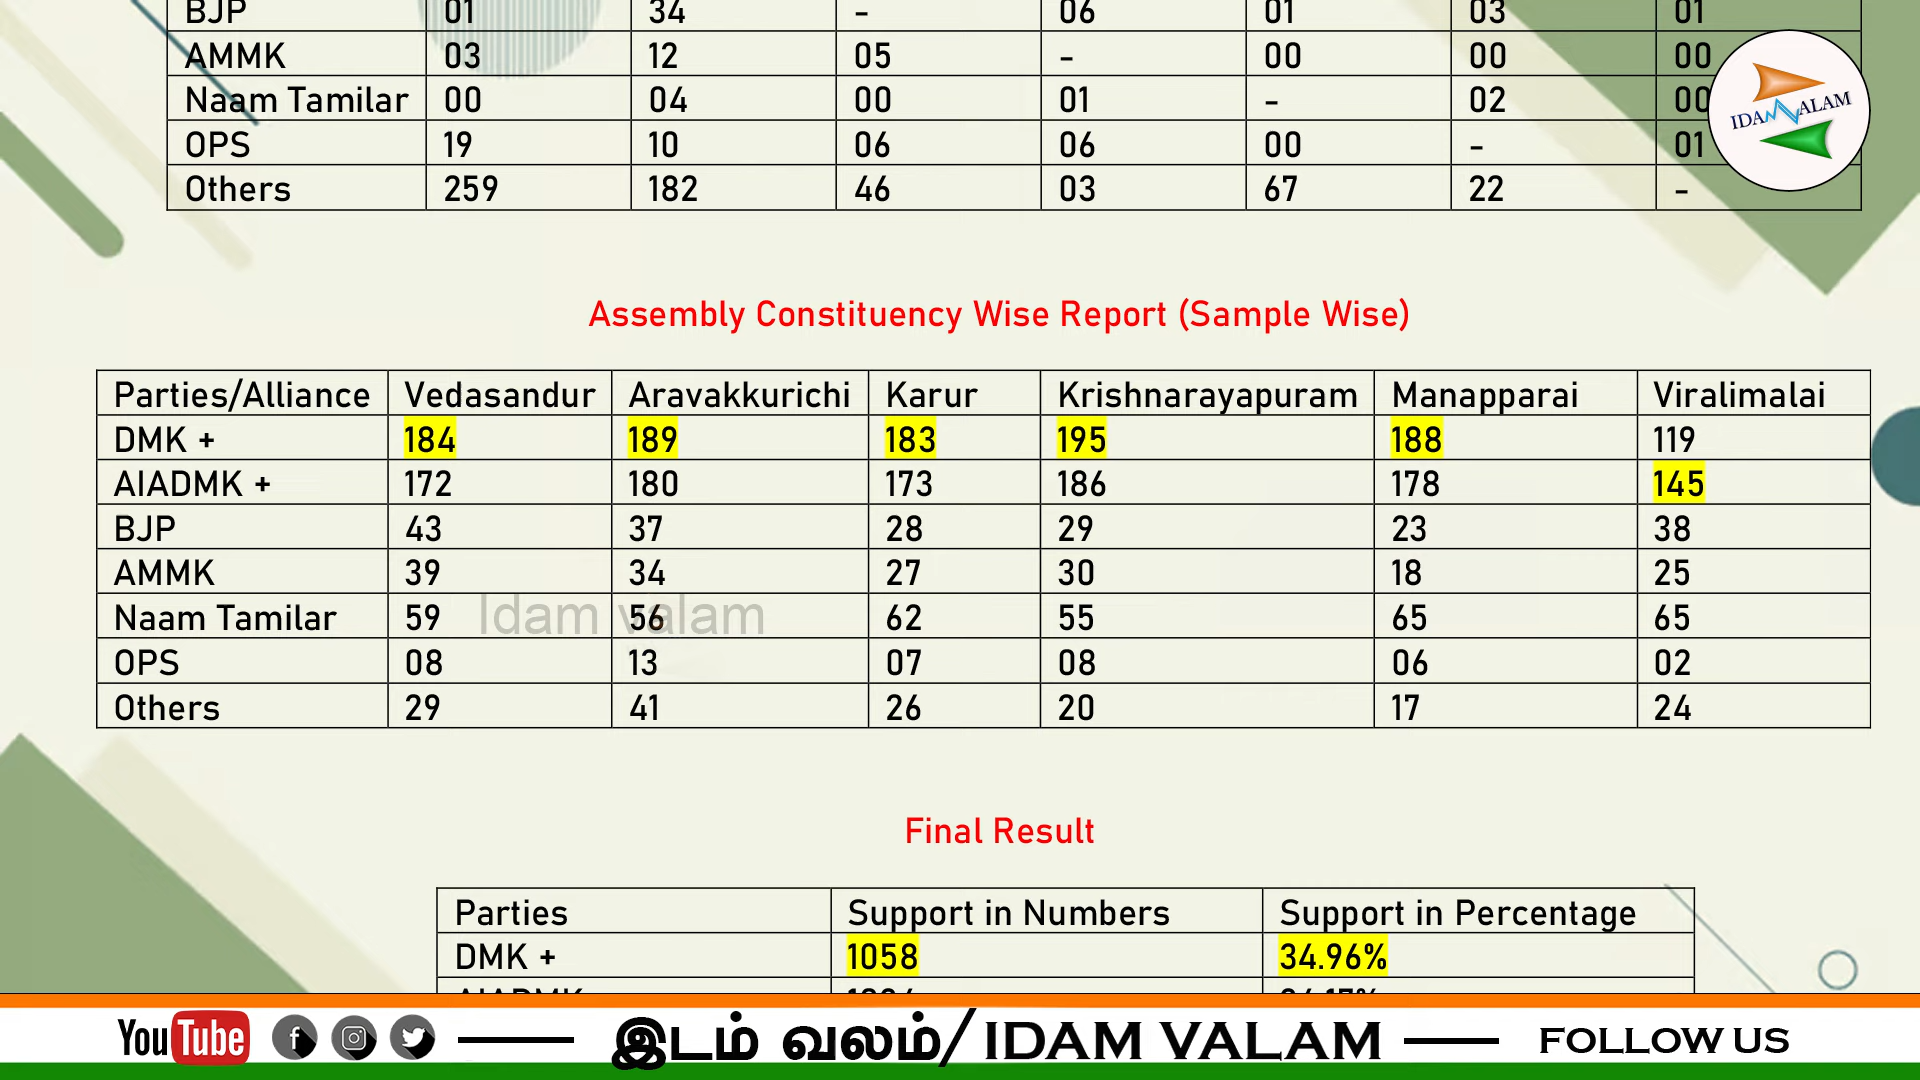 BJP 01 34 - 06 01 03 01
AMMK 03 12 05 - 00 00 00
Naam Tamilar 00 04 00 01 - 02 00
OPS 19 10 06 06 00 - 01
Others 259 182 46 03 67 22 -
IDAM VALAM
Assembly Constituency Wise Report (Sample Wise)
Parties/Alliance Vedasandur Aravakkurichi Karur Krishnarayapuram Manapparai Viralimalai
DMK + 184 189 183 195 188 119
AIADMK + 172 180 173 186 178 145
BJP 43 37 28 29 23 38
AMMK 39 34 27 30 18 25
Naam Tamilar 59 56 62 55 65 65
Idam valam
OPS 08 13 07 08 06 02
Others 29 41 26 20 17 24
Final Result
Parties Support in Numbers Support in Percentage
DMK + 1058 34.96%
YouTube இடம் வலம்/ IDAM VALAM FOLLOW US